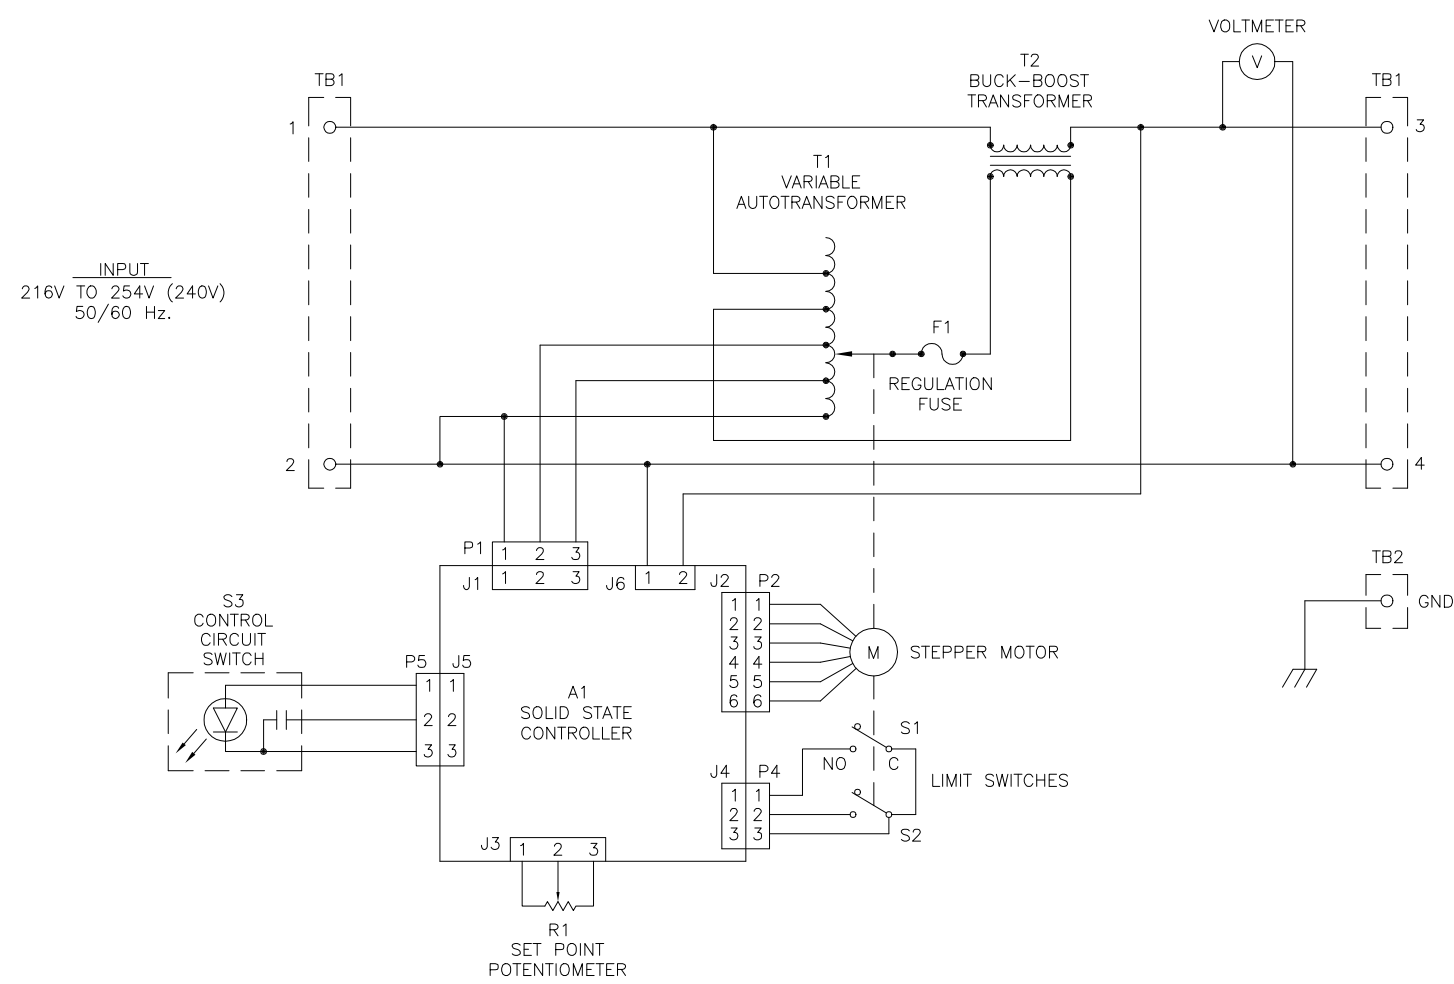 VOLTMETER
V
T2
BUCK-BOOST
TRANSFORMER
TB1
1
2
TB1
3
4
T1
VARIABLE
AUTOTRANSFORMER
INPUT
216V TO 254V (240V)
50/60 Hz.
F1
REGULATION
FUSE
TB2
GND
P1
1 2 3
J1
1 2 3
J6
1 2
J2 P2
1 1
2 2
3 3
4 4
5 5
6 6
M
STEPPER MOTOR
S3
CONTROL
CIRCUIT
SWITCH
P5 J5
1 1
2 2
3 3
A1
SOLID STATE
CONTROLLER
S1
NO C
LIMIT SWITCHES
S2
J4 P4
1 1
2 2
3 3
J3
1 2 3
R1
SET POINT
POTENTIOMETER